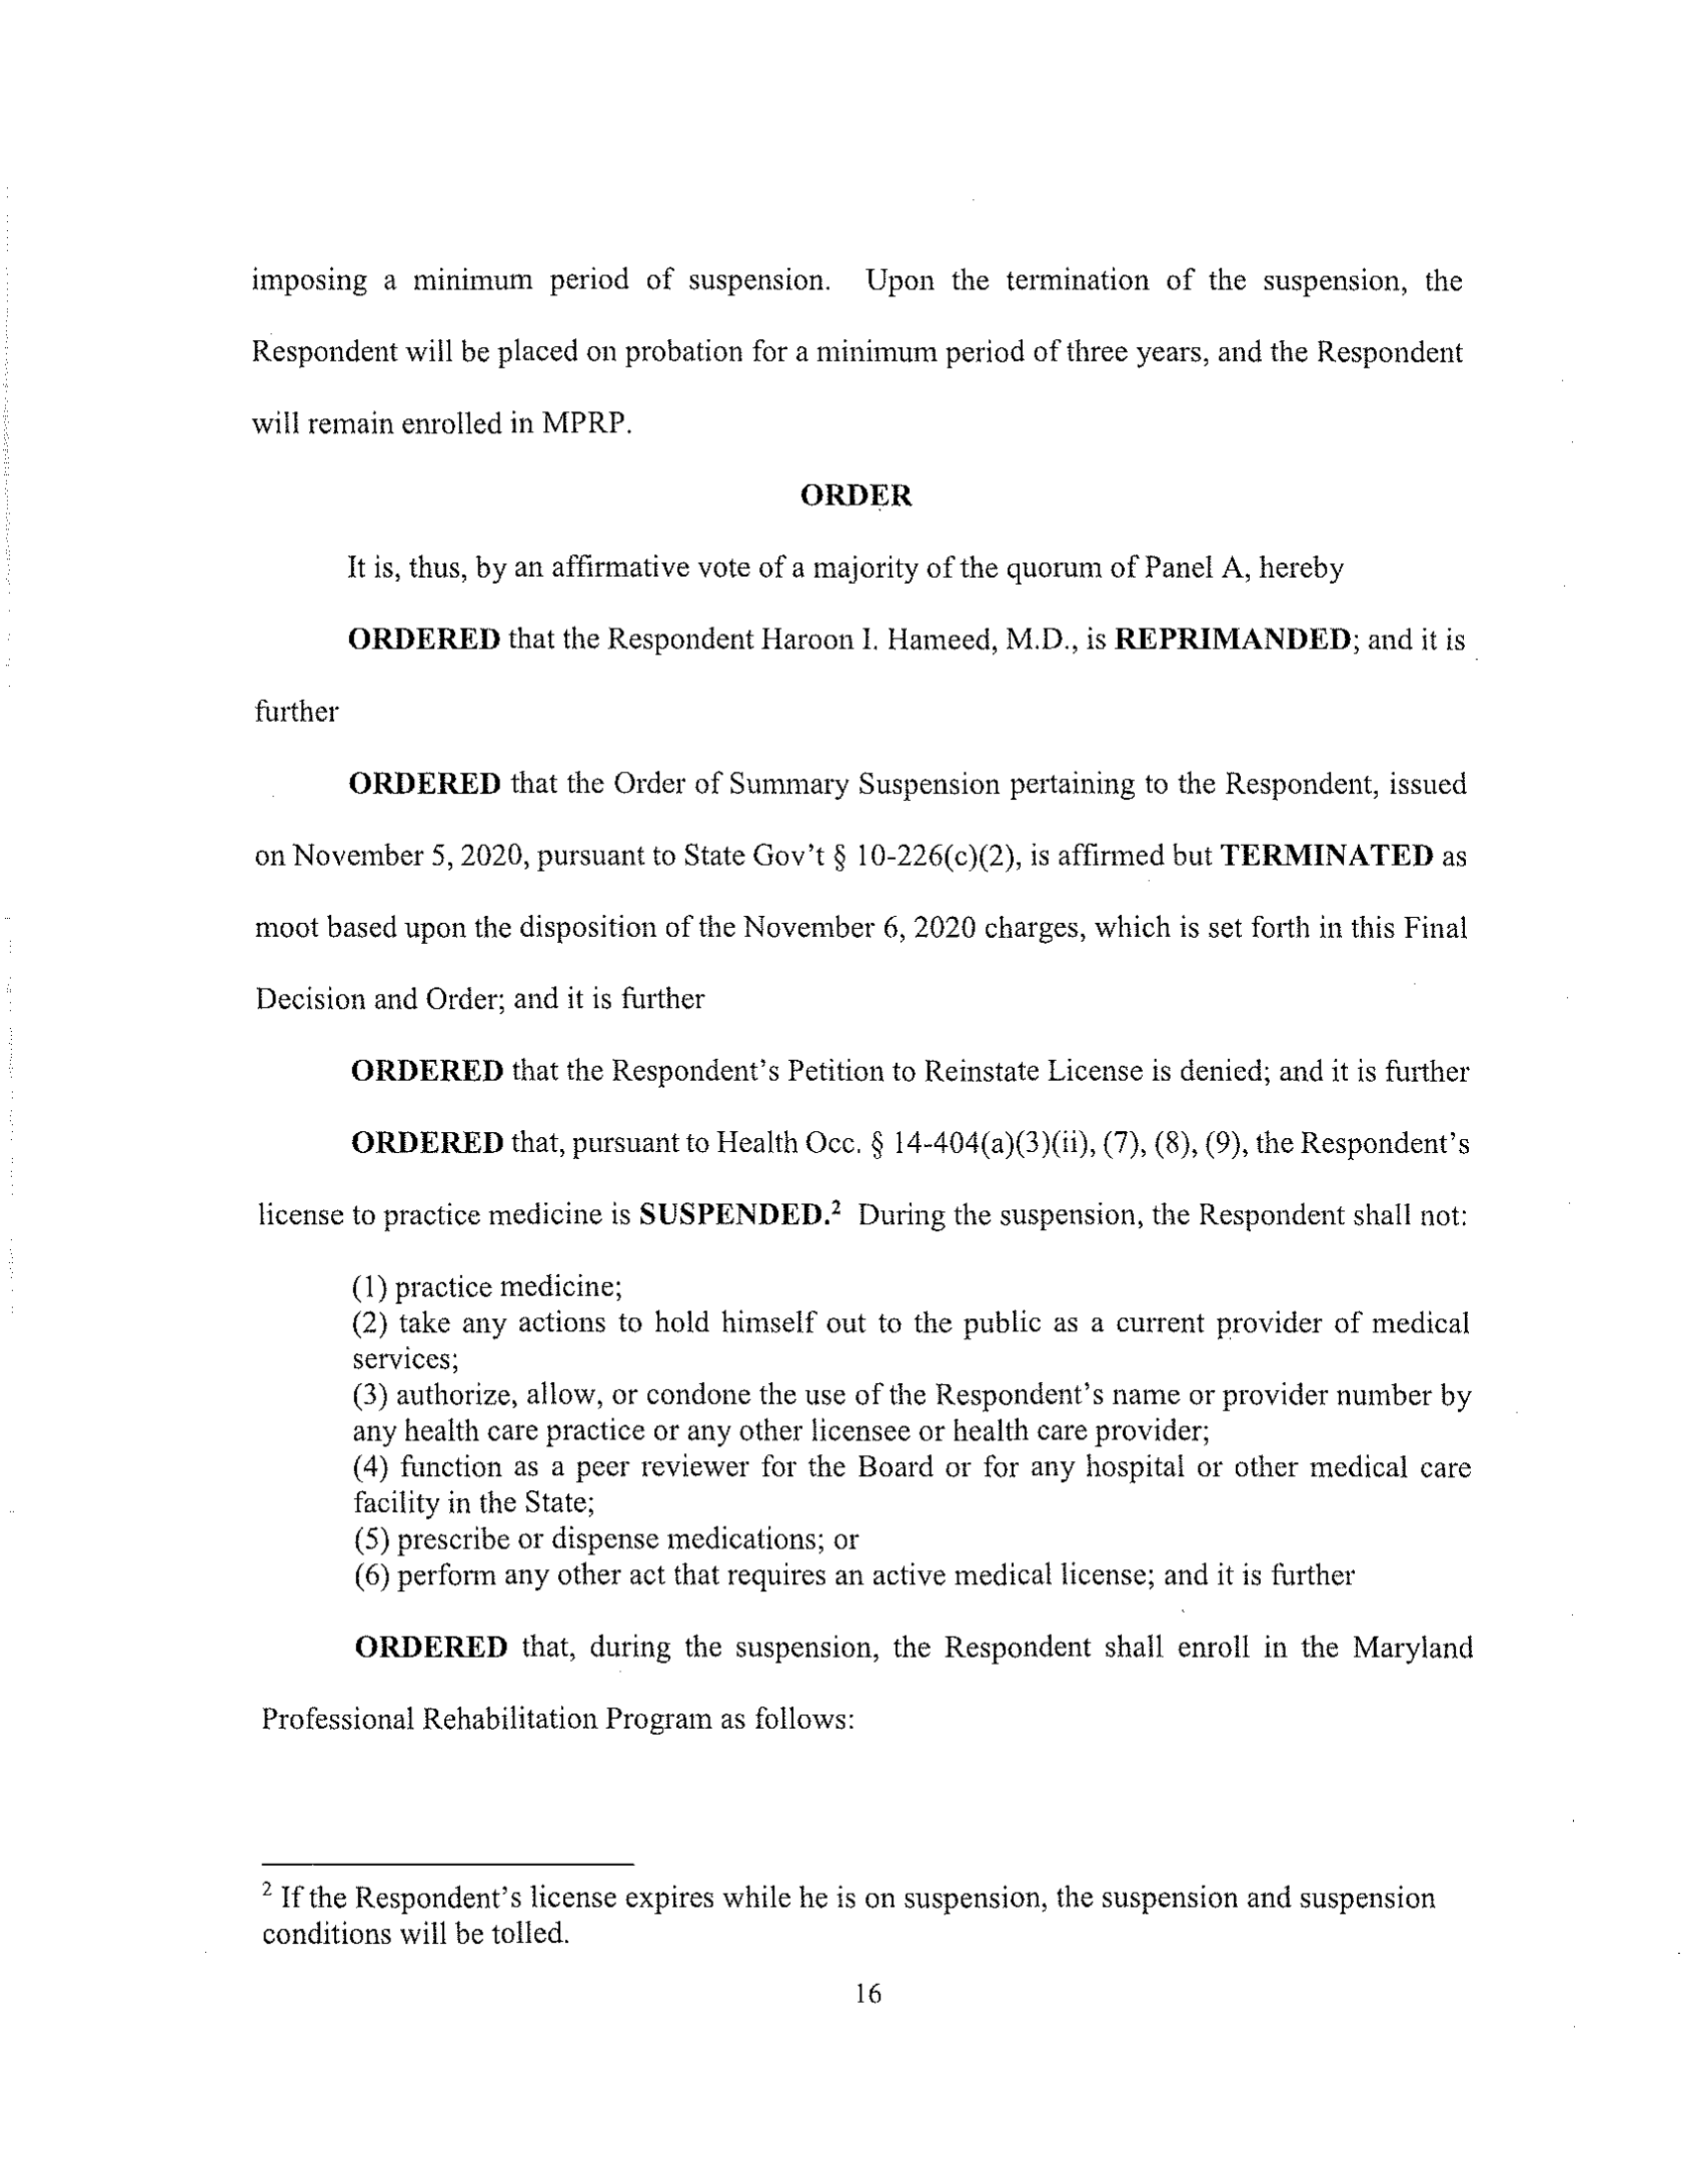 imposing a minimum period of suspension. Upon the termination of the suspension, the
Respondent will be placed on probation for a minimum period of three years, and the Respondent
will remain enrolled in MPRP.
ORDER
It is, thus, by an affirmative vote of a majority of the quorum of Panel A, hereby
ORDERED that the Respondent Haroon I. Hameed, M.D., is REPRIMANDED; and it is
further
ORDERED that the Order of Summary Suspension pertaining to the Respondent, issued
on November 5, 2020, pursuant to State Gov't § 10-226(c)(2), is affirmed but TERMINATED as
moot based upon the disposition of the November 6, 2020 charges, which is set forth in this Final
Decision and Order; and it is further
ORDERED that the Respondent's Petition to Reinstate License is denied; and it is further
ORDERED that, pursuant to Health Occ. § 14-404(a)(3)(ii), (7), (8), (9), the Respondent's
license to practice medicine is SUSPENDED.² During the suspension, the Respondent shall not:
(1) practice medicine;
(2) take any actions to hold himself out to the public as a current provider of medical
services;
(3) authorize, allow, or condone the use of the Respondent's name or provider number by
any health care practice or any other licensee or health care provider;
(4) function as a peer reviewer for the Board or for any hospital or other medical care
facility in the State;
(5) prescribe or dispense medications; or
(6) perform any other act that requires an active medical license; and it is further
ORDERED that, during the suspension, the Respondent shall enroll in the Maryland
Professional Rehabilitation Program as follows:
² If the Respondent's license expires while he is on suspension, the suspension and suspension
conditions will be tolled.
16